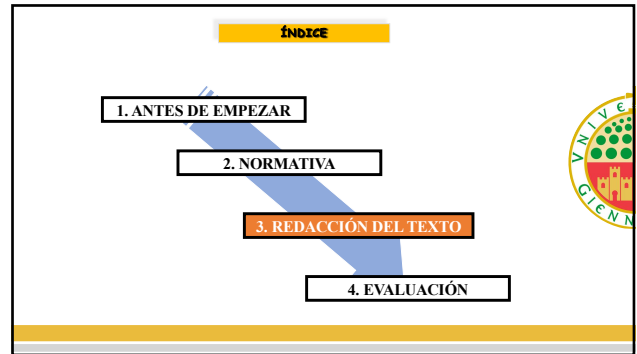 ÍNDICE
1. ANTES DE EMPEZAR
2. NORMATIVA
3. REDACCIÓN DEL TEXTO
4. EVALUACIÓN